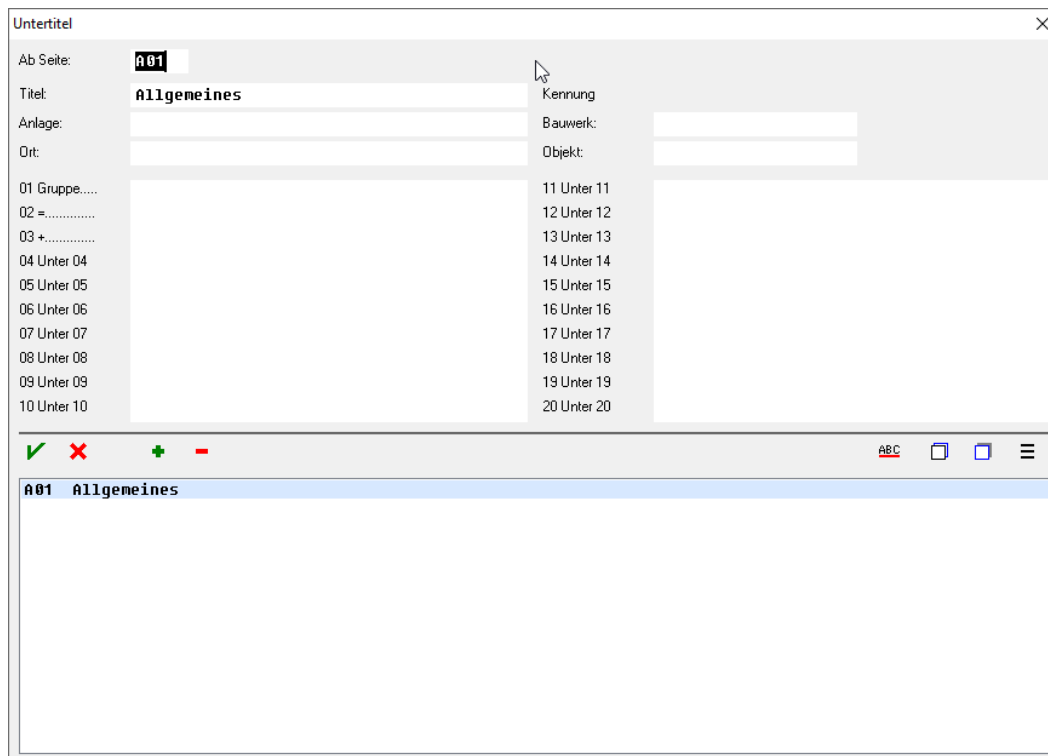 Untertitel
Ab Seite: A01
Titel: Allgemeines Kennung
Anlage: Bauwerk:
Ort: Objekt:
01 Gruppe..... 11 Unter 11
02 =.............. 12 Unter 12
03 +.............. 13 Unter 13
04 Unter 04 14 Unter 14
05 Unter 05 15 Unter 15
06 Unter 06 16 Unter 16
07 Unter 07 17 Unter 17
08 Unter 08 18 Unter 18
09 Unter 09 19 Unter 19
10 Unter 10 20 Unter 20
ABC
A01 Allgemeines